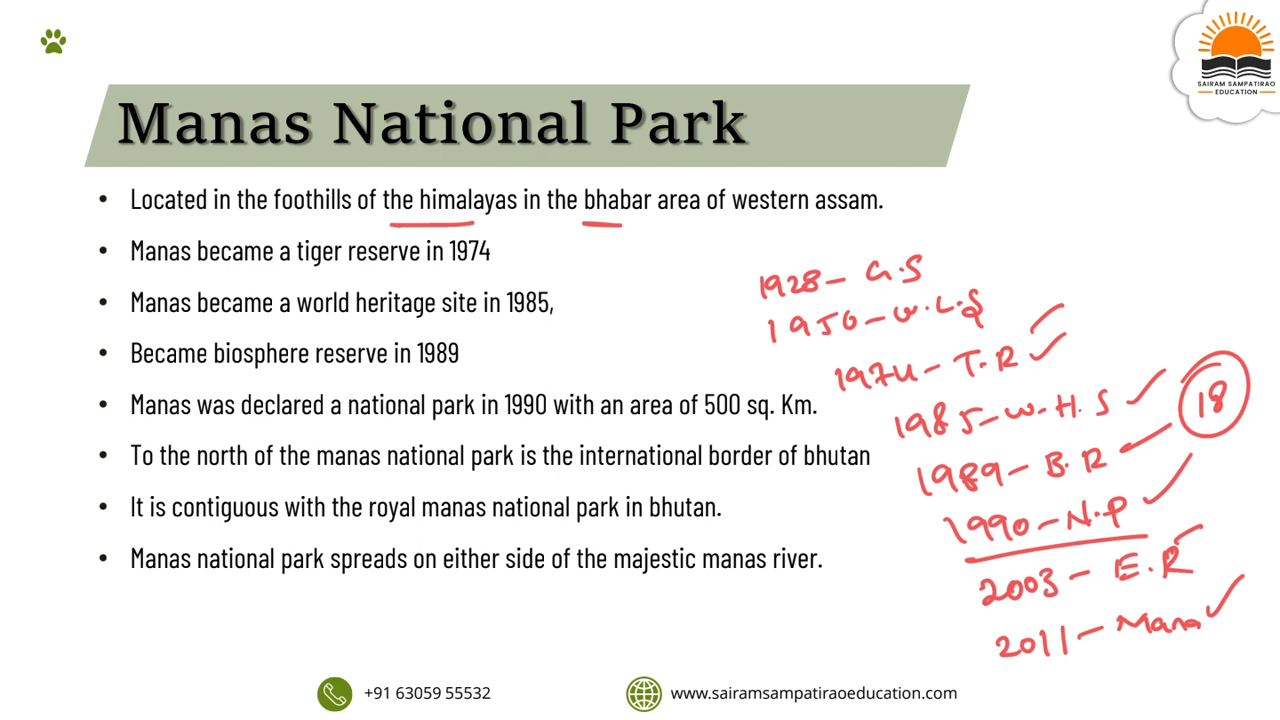 SAIRAM SAMPATIRAO
EDUCATION
Manas National Park
• Located in the foothills of the himalayas in the bhabar area of western assam.
• Manas became a tiger reserve in 1974
• Manas became a world heritage site in 1985,
• Became biosphere reserve in 1989
• Manas was declared a national park in 1990 with an area of 500 sq. Km.
• To the north of the manas national park is the international border of bhutan
• It is contiguous with the royal manas national park in bhutan.
• Manas national park spreads on either side of the majestic manas river.
1928 - G.S
1950 - W.L.S
1974 - T.R
1985 - W.H.S
18
1989 - B.R
1990 - N.P
2003 - E.R
2011 - Manas
+91 63059 55532
www.sairamsampatiraoeducation.com